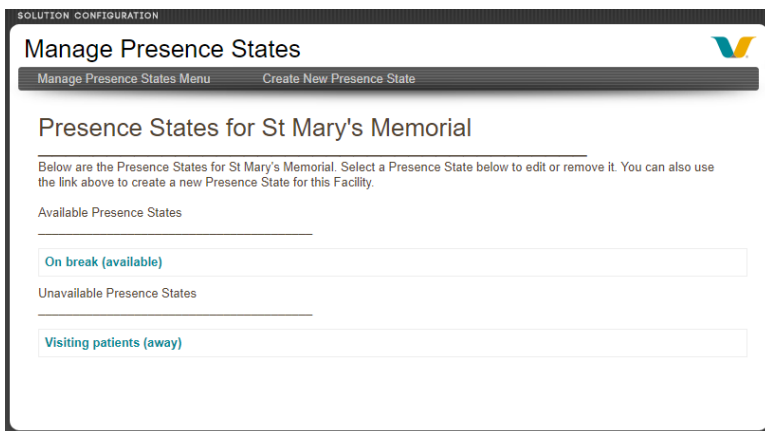 SOLUTION CONFIGURATION
Manage Presence States
Manage Presence States Menu Create New Presence State
Presence States for St Mary's Memorial
Below are the Presence States for St Mary's Memorial. Select a Presence State below to edit or remove it. You can also use
the link above to create a new Presence State for this Facility.
Available Presence States
On break (available)
Unavailable Presence States
Visiting patients (away)